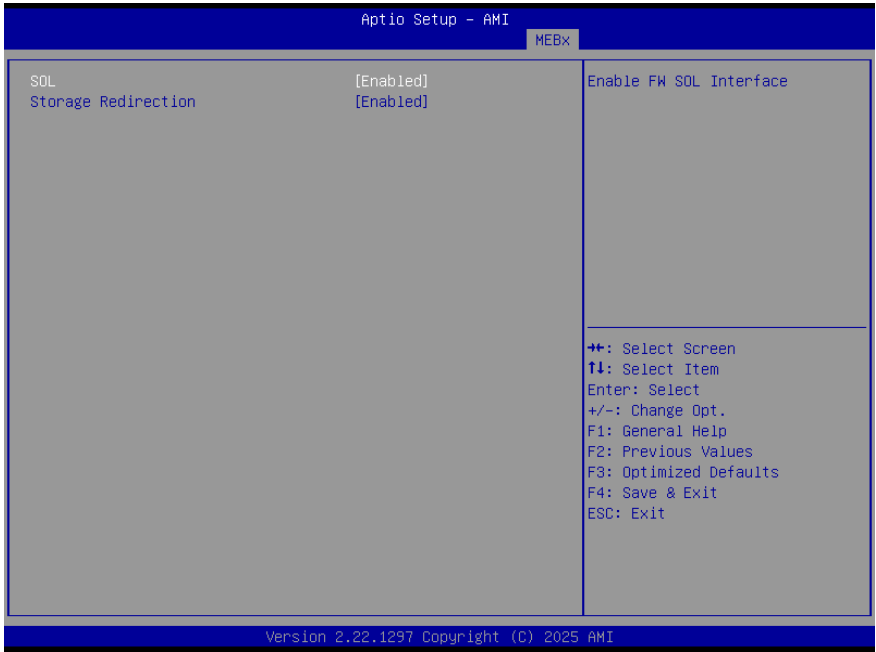 Aptio Setup – AMI
MEBx
SOL [Enabled]
Storage Redirection [Enabled]
Enable FW SOL Interface
→←: Select Screen
↑↓: Select Item
Enter: Select
+/-: Change Opt.
F1: General Help
F2: Previous Values
F3: Optimized Defaults
F4: Save & Exit
ESC: Exit
Version 2.22.1297 Copyright (C) 2025 AMI